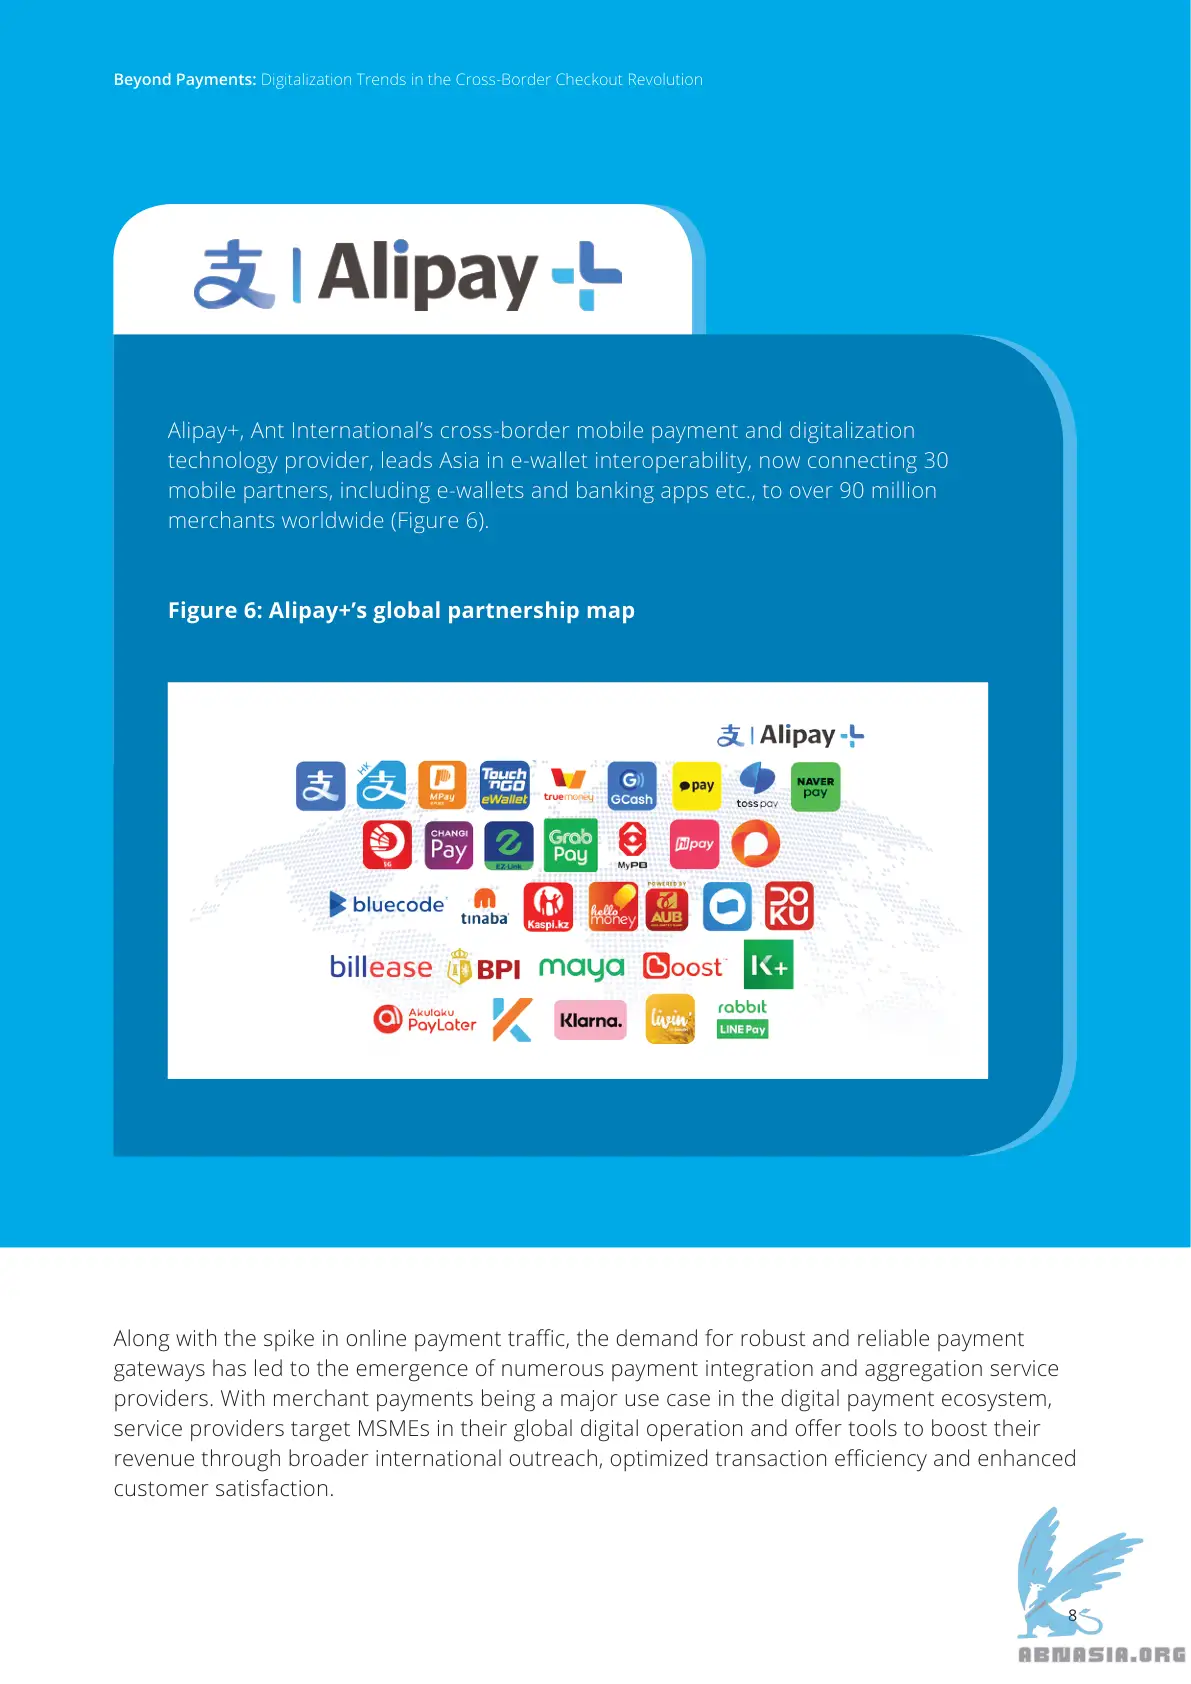 Beyond Payments: Digitalization Trends in the Cross-Border Checkout Revolution
支 | Alipay+
Alipay+, Ant International’s cross-border mobile payment and digitalization
technology provider, leads Asia in e-wallet interoperability, now connecting 30
mobile partners, including e-wallets and banking apps etc., to over 90 million
merchants worldwide (Figure 6).
Figure 6: Alipay+’s global partnership map
支 | Alipay+
支
HK 支
MPay
Touch 'nGO eWallet
truemoney
GCash
pay
toss pay
NAVER pay
SG
CHANGI Pay
EZ-Link
Grab Pay
MyPB
hipay
bluecode
tinaba
Kaspi.kz
hello money
POWERED BY AUB
DOKU
billease
BPI
maya
Boost
K+
Akulaku PayLater
Klarna.
livin'
rabbit LINE Pay
Along with the spike in online payment traffic, the demand for robust and reliable payment
gateways has led to the emergence of numerous payment integration and aggregation service
providers. With merchant payments being a major use case in the digital payment ecosystem,
service providers target MSMEs in their global digital operation and offer tools to boost their
revenue through broader international outreach, optimized transaction efficiency and enhanced
customer satisfaction.
8
ABNASIA.ORG